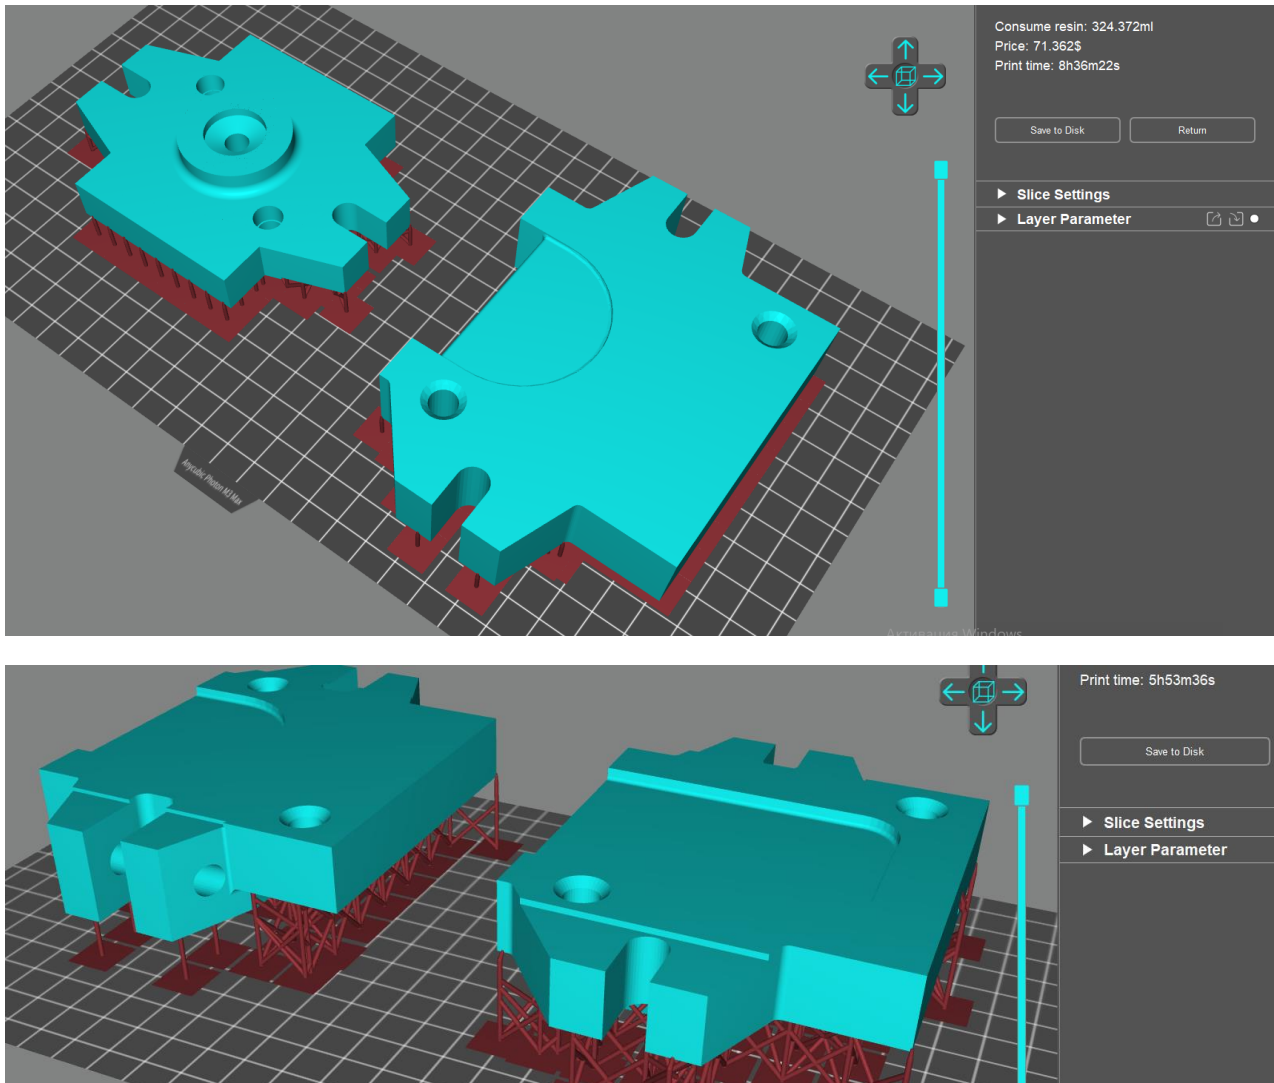 Consume resin: 324.372ml
Price: 71.362$
Print time: 8h36m22s
Save to Disk
Return
Slice Settings
Layer Parameter
Anycubic Photon M3 Max
Активация Windows
Print time: 5h53m36s
Save to Disk
Slice Settings
Layer Parameter